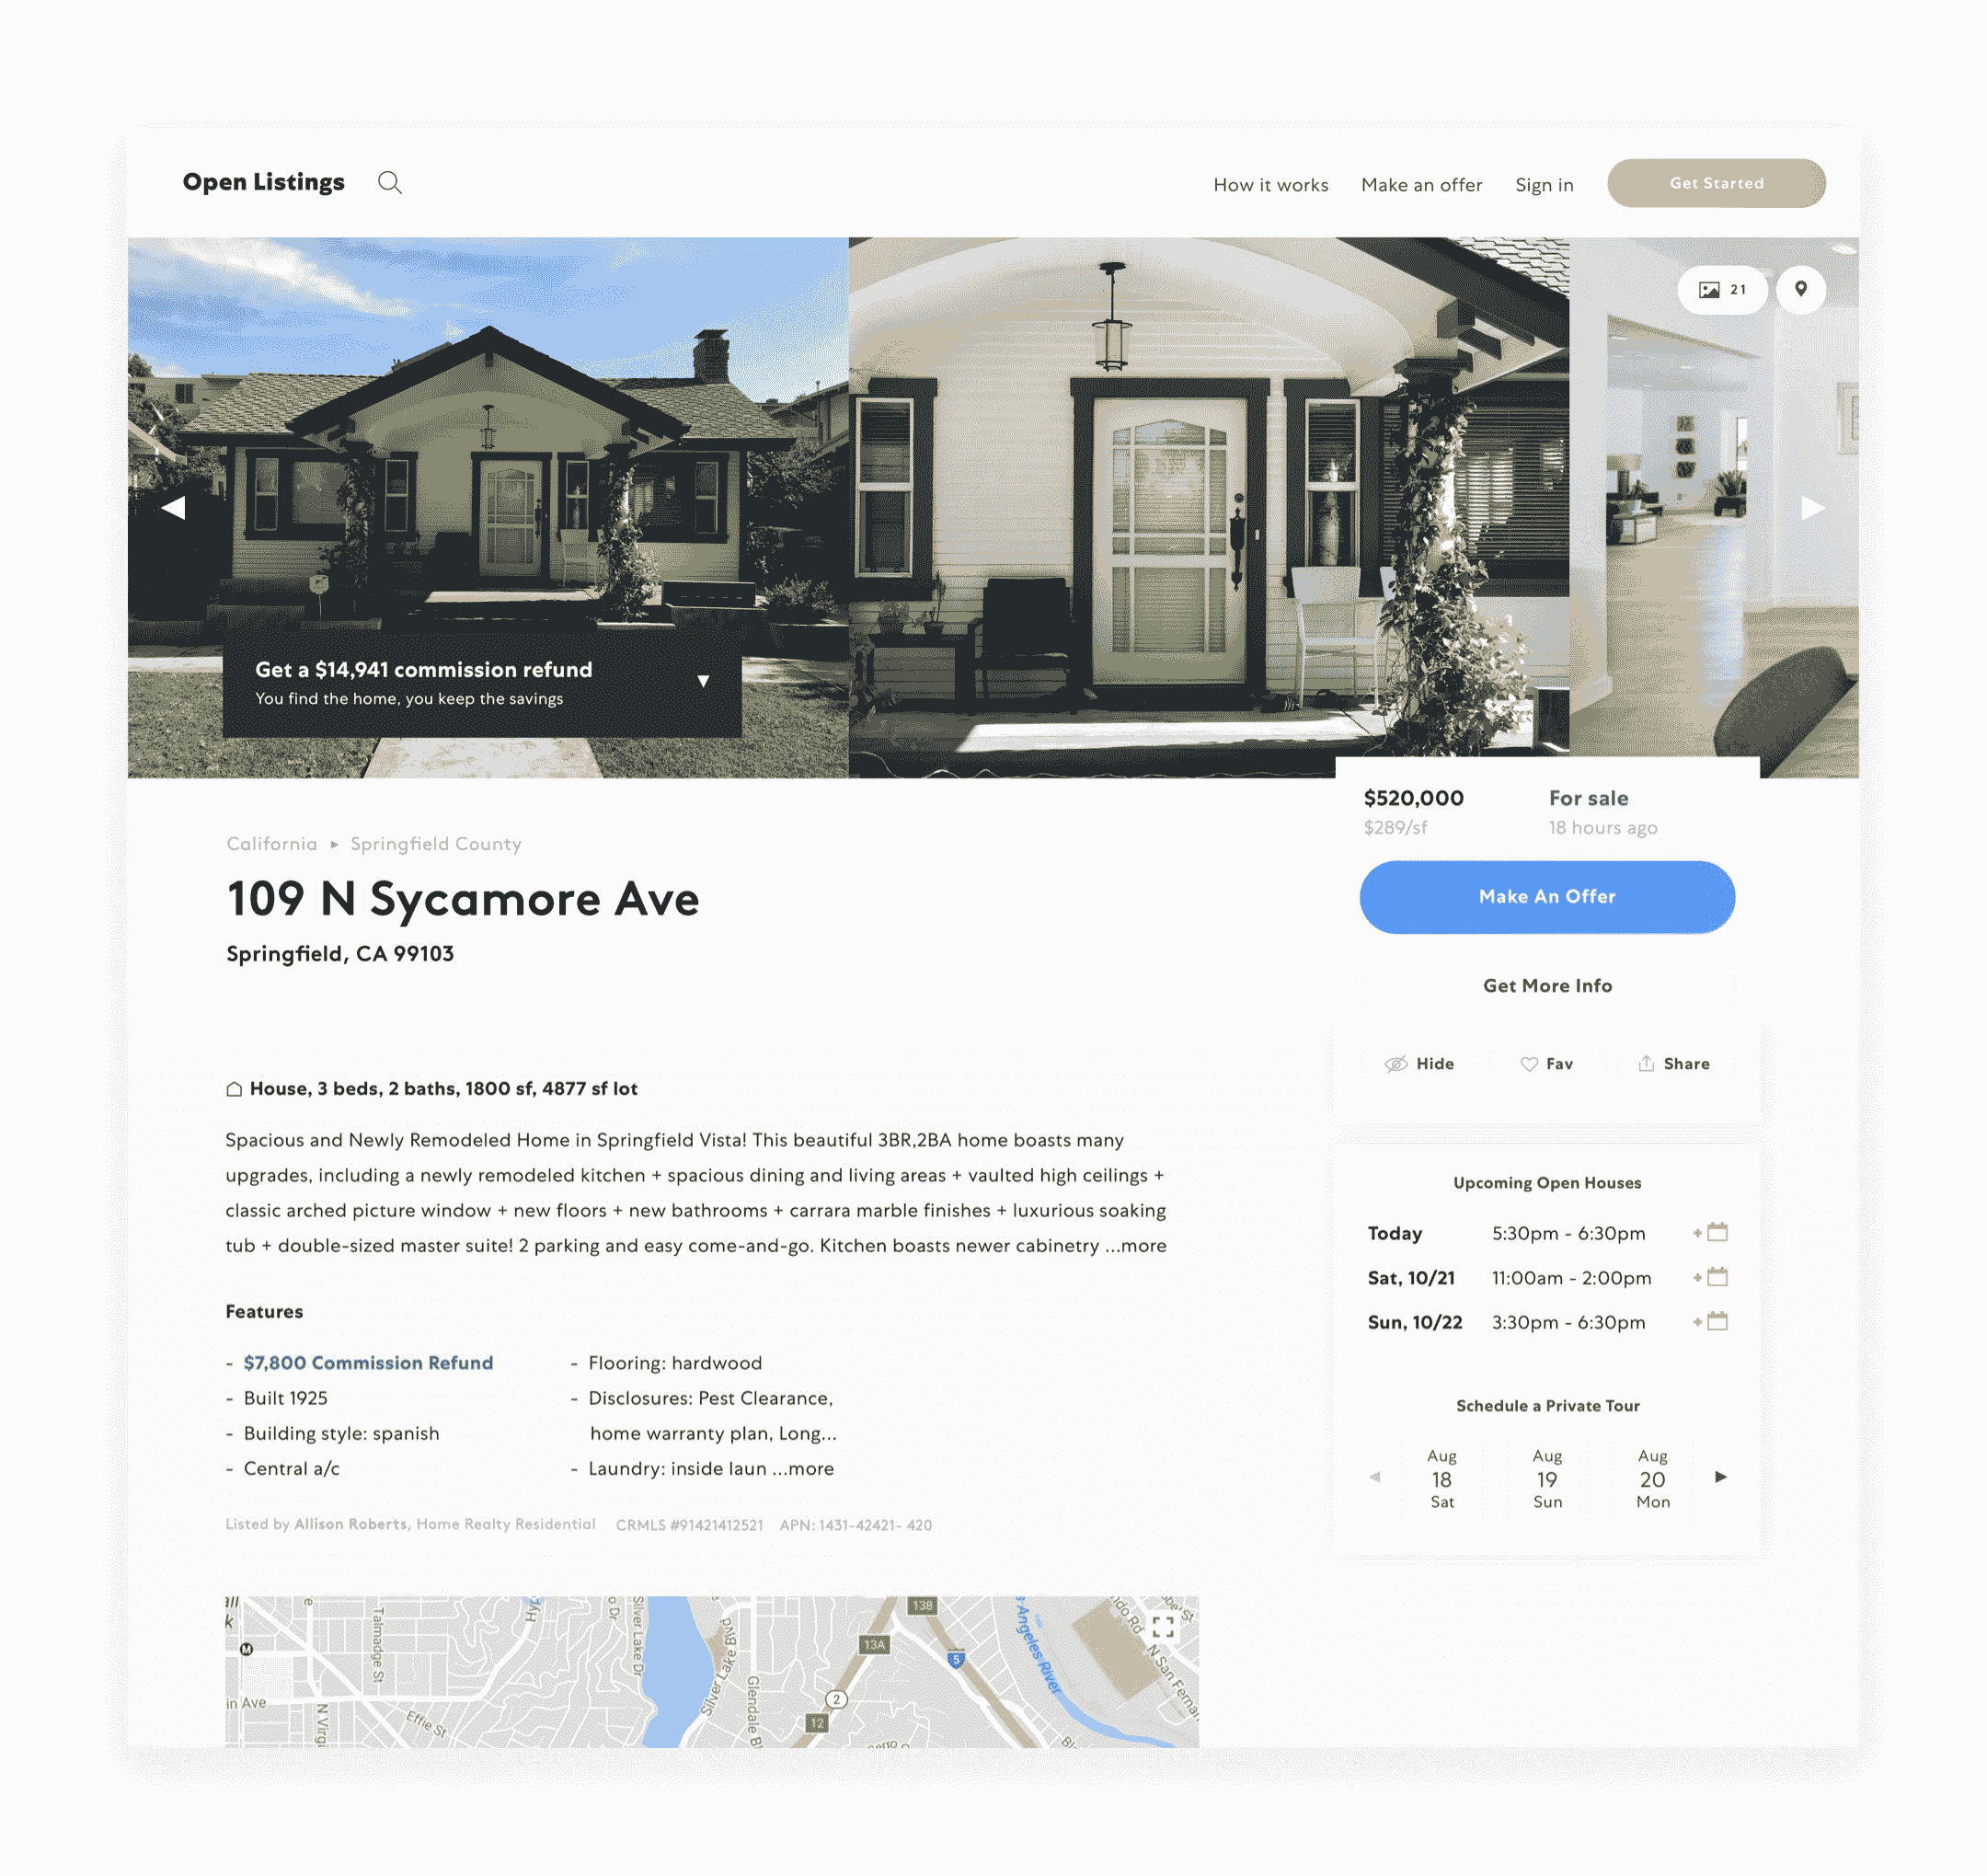 Open Listings
How it works
Make an offer
Sign in
Get Started
21
Get a $14,941 commission refund
You find the home, you keep the savings
$520,000
For sale
$289/sf
18 hours ago
Make An Offer
Get More Info
Hide
Fav
Share
California ▸ Springfield County
109 N Sycamore Ave
Springfield, CA 99103
House, 3 beds, 2 baths, 1800 sf, 4877 sf lot
Spacious and Newly Remodeled Home in Springfield Vista! This beautiful 3BR,2BA home boasts many
upgrades, including a newly remodeled kitchen + spacious dining and living areas + vaulted high ceilings +
classic arched picture window + new floors + new bathrooms + carrara marble finishes + luxurious soaking
tub + double-sized master suite! 2 parking and easy come-and-go. Kitchen boasts newer cabinetry ...more
Features
- $7,800 Commission Refund
- Built 1925
- Building style: spanish
- Central a/c
- Flooring: hardwood
- Disclosures: Pest Clearance,
home warranty plan, Long...
- Laundry: inside laun ...more
Listed by Allison Roberts, Home Realty Residential
CRMLS #91421412521
APN: 1431-42421- 420
Upcoming Open Houses
Today 5:30pm - 6:30pm
Sat, 10/21 11:00am - 2:00pm
Sun, 10/22 3:30pm - 6:30pm
Schedule a Private Tour
Aug
18
Sat
Aug
19
Sun
Aug
20
Mon
M
in Ave
Talmadge St
N Virgi
Effie St
Hyp
o Dr
Silver Lake Dr
Silver Lake Blvd
Glendale Bl
13B
13A
5
2
12
s Angeles River
N San Fernan